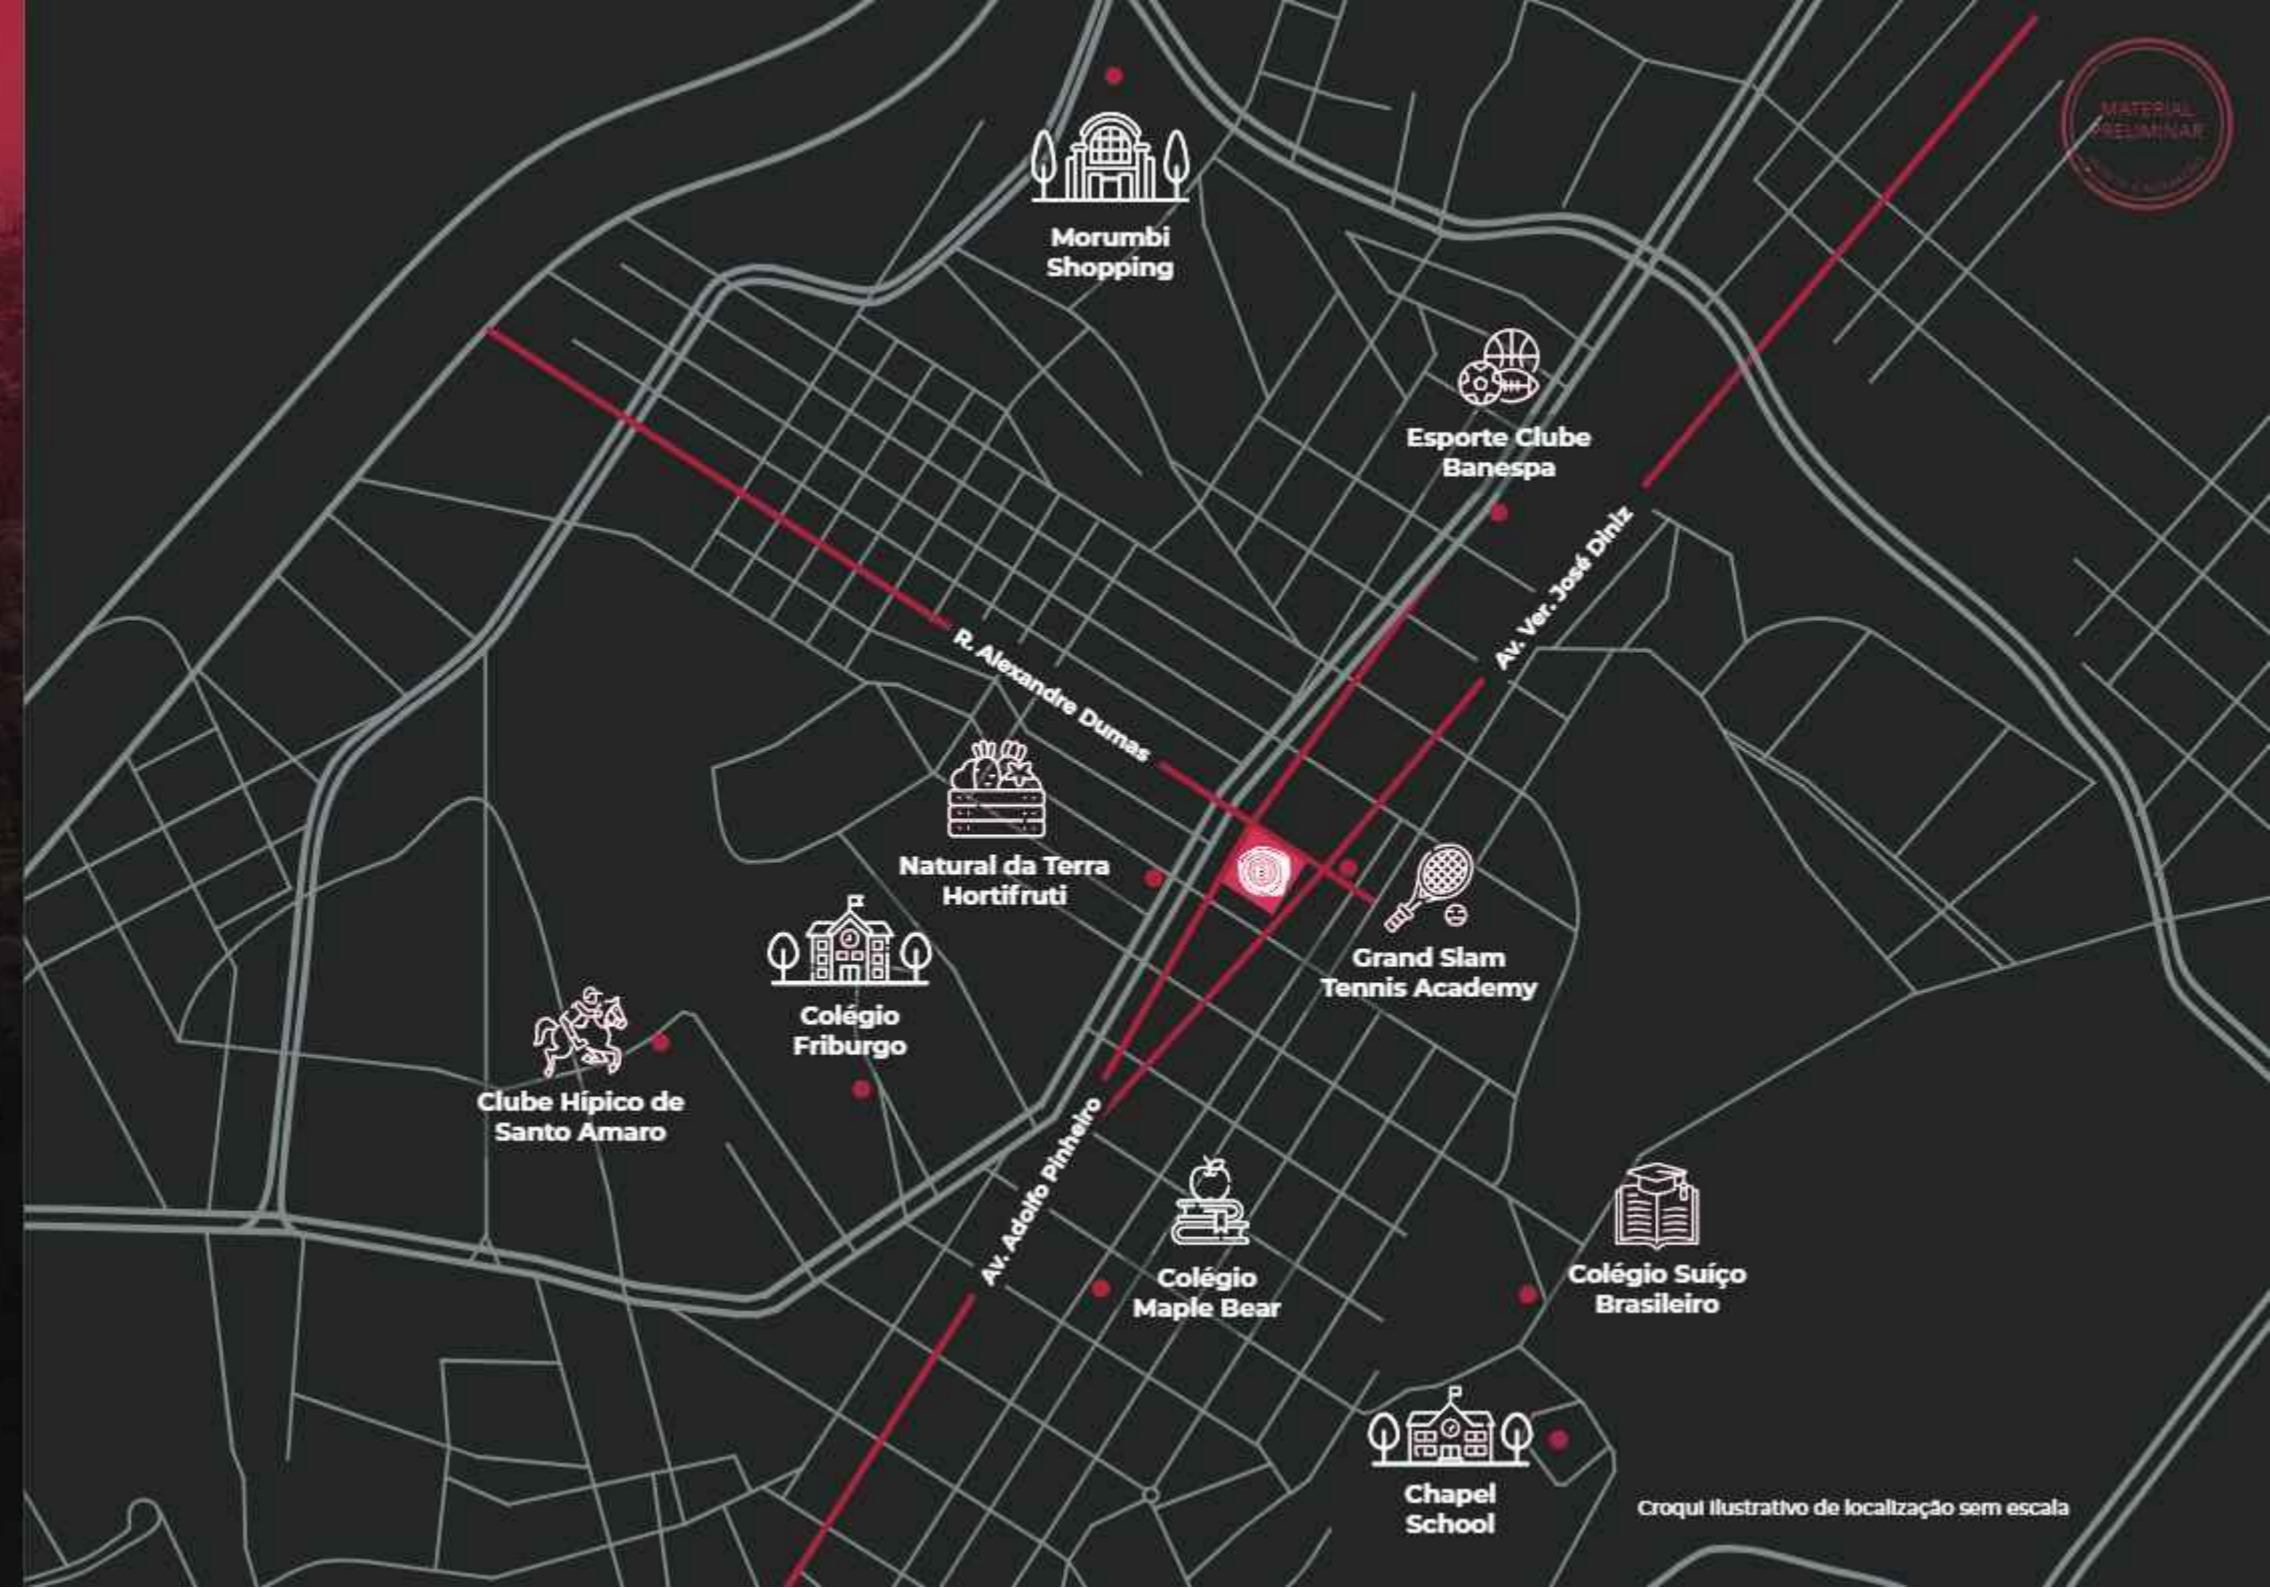 MATERIAL
PRELIMINAR
Morumbi
Shopping
Esporte Clube
Banespa
Av. Ver. José Diniz
R. Alexandre Dumas
Natural da Terra
Hortifruti
Grand Slam
Tennis Academy
Colégio
Friburgo
Clube Hípico de
Santo Amaro
Av. Adolfo Pinheiro
Colégio
Maple Bear
Colégio Suíço
Brasileiro
Chapel
School
Croqui ilustrativo de localização sem escala